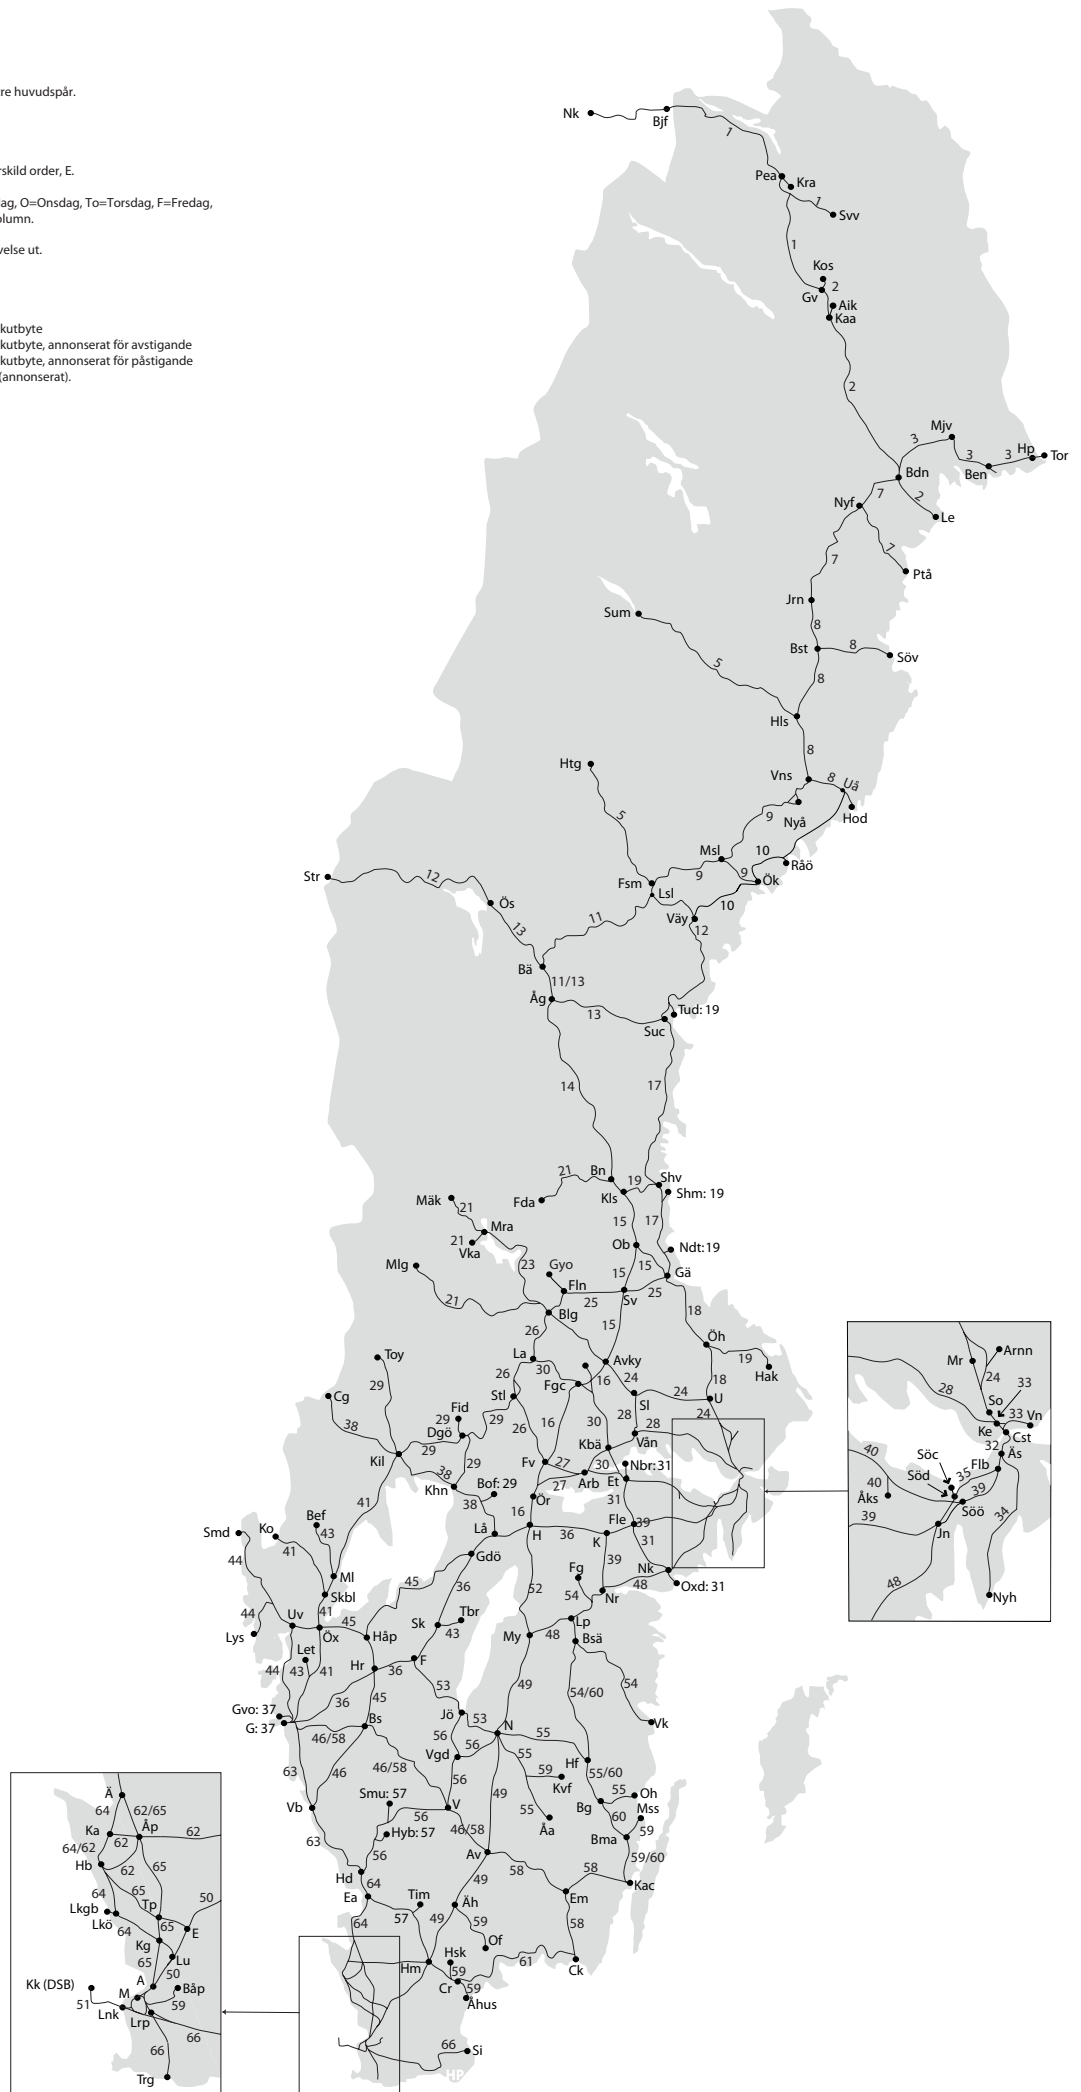 re huvudspår.
rskild order, E.
lag, O=Onsdag, To=Torsdag, F=Fredag,
olumn.
velse ut.
kutbyte
kutbyte, annonserat för avstigande
kutbyte, annonserat för påstigande
(annonserat).
Nk
Bjf
1
Pea
Kra
1
Svv
1
Kos
2
Gv
Aik
Kaa
2
Mjv
3
3
3
Hp
Tor
Ben
Bdn
7
2
Nyf
Le
7
7
Ptå
Jrn
8
Sum
Bst
8
Söv
5
8
Hls
8
Htg
Vns
8
Uå
5
9
Nyå
Hod
Msl
10
Råö
Str
12
Fsm
9
9
Ök
Lsl
Ös
10
11
Väy
12
13
Bä
11/13
Åg
13
Tud: 19
Suc
14
17
21
Bn
19
Shv
Mäk
Fda
Kls
Shm: 19
21
Mra
15
17
21
Vka
Ob
Ndt:19
23
Mlg
Gyo
15
15
Gä
Fln
25
25
21
Sv
Blg
18
26
15
Öh
Toy
La
Avky
19
30
Hak
29
26
16
24
Cg
Stl
Fgc
24
18
Sl
U
Fid
29
38
29
26
16
30
28
28
24
Dgö
29
Kbä
Vån
Kil
29
Fv
27
30
Nbr:31
38
Bof: 29
27
Arb
Et
Khn
Ör
31
41
38
16
Bef
Lå
Fle
39
Smd
Ko
43
H
36
K
31
41
Gdö
44
39
Nk
Ml
45
36
Fg
48
Oxd: 31
Skbl
52
54
Nr
41
Tbr
44
Uv
45
Sk
43
Lp
Lys
Öx
Håp
My
48
Bsä
Let
44
43
41
Hr
36
F
49
54/60
54
36
45
53
Gvo: 37
G: 37
Bs
Jö
53
N
Vk
46/58
56
55
56
Vgd
55
Hf
63
46
46/58
59
55/60
Kvf
Smu: 57
56
49
55
Oh
Vb
56
V
Bg
Mss
55
Åa
60
59
Hyb: 57
46/58
Bma
63
56
59/60
Av
58
58
Hd
64
49
Kac
Ea
Tim
Em
Äh
64
57
49
59
58
Of
Hsk
Hm
61
59
Ck
Cr
59
Åhus
66
Si
HP
Arnn
Mr
24
33
28
So
33
Vn
Ke
Cst
32
40
Äs
Söc
Flb
35
Söd
40
39
Åks
Söö
34
39
Jn
48
Nyh
Ä
64
62/65
Ka
Åp
62
64/62
62
Hb
62
65
64
65
50
Lkgb
Tp
Lkö
65
E
64
Kg
Lu
65
50
Kk (DSB)
A
Båp
M
51
59
Lnk
Lrp
66
66
Trg